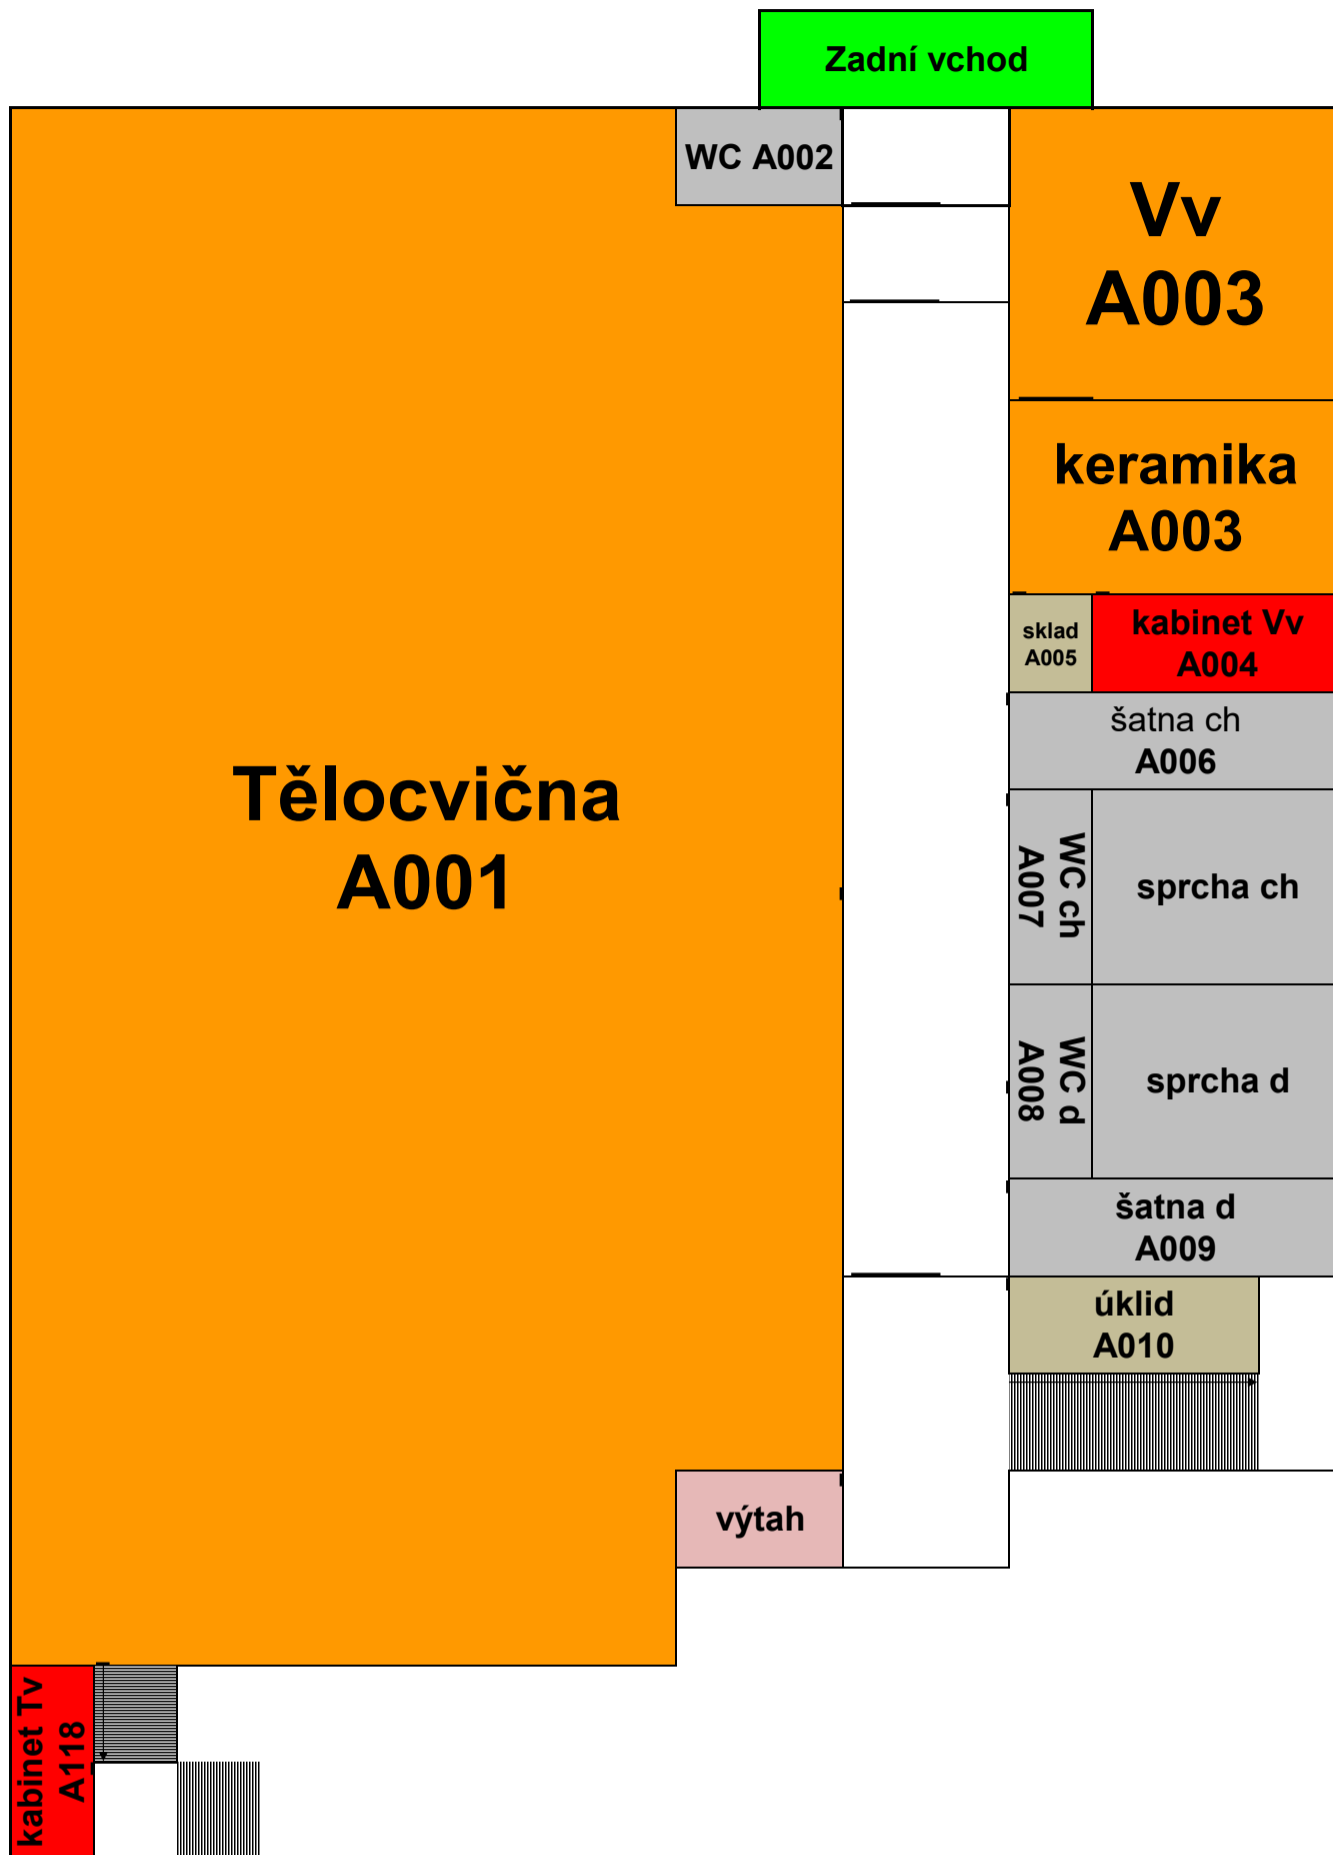 Zadní vchod
WC A002
Vv
A003
keramika
A003
sklad
A005
kabinet Vv
A004
šatna ch
A006
Tělocvična
A001
WC ch
A007
sprcha ch
WC d
A008
sprcha d
šatna d
A009
úklid
A010
výtah
kabinet Tv
A118